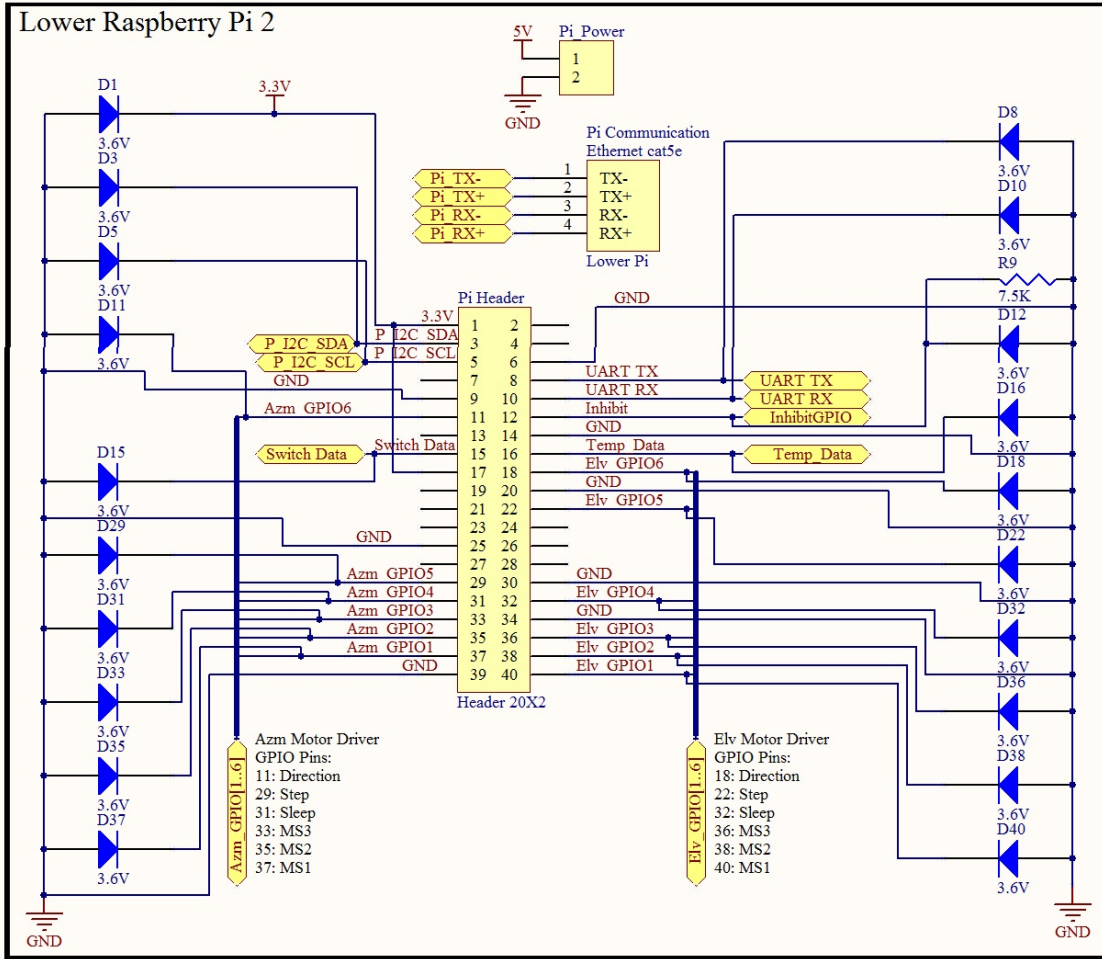 Lower Raspberry Pi 2
5V
Pi_Power
1
2
GND
3.3V
D1
3.6V
D3
3.6V
D5
3.6V
D11
3.6V
D15
3.6V
D29
3.6V
D31
3.6V
D33
3.6V
D35
3.6V
D37
3.6V
GND
Pi Communication
Ethernet cat5e
Pi_TX- 1 TX-
Pi_TX+ 2 TX+
Pi_RX- 3 RX-
Pi_RX+ 4 RX+
Lower Pi
Pi Header
GND
3.3V 1 2
P_I2C_SDA P_I2C_SDA 3 4
P_I2C_SCL P_I2C_SCL 5 6
7 8 UART TX UART TX
GND 9 10 UART RX UART RX
Azm_GPIO6 11 12 Inhibit InhibitGPIO
13 14 GND
Switch Data Switch Data 15 16 Temp_Data Temp_Data
17 18 Elv_GPIO6
19 20 GND
21 22 Elv_GPIO5
23 24
GND 25 26
27 28
Azm_GPIO5 29 30 GND
Azm_GPIO4 31 32 Elv_GPIO4
Azm_GPIO3 33 34 GND
Azm_GPIO2 35 36 Elv_GPIO3
Azm_GPIO1 37 38 Elv_GPIO2
GND 39 40 Elv_GPIO1
Header 20X2
Azm_GPIO[1..6]
Azm Motor Driver
GPIO Pins:
11: Direction
29: Step
31: Sleep
33: MS3
35: MS2
37: MS1
Elv_GPIO[1..6]
Elv Motor Driver
GPIO Pins:
18: Direction
22: Step
32: Sleep
36: MS3
38: MS2
40: MS1
D8
3.6V
D10
3.6V
R9
7.5K
D12
3.6V
D16
3.6V
D18
3.6V
D22
3.6V
D32
3.6V
D36
3.6V
D38
3.6V
D40
3.6V
GND